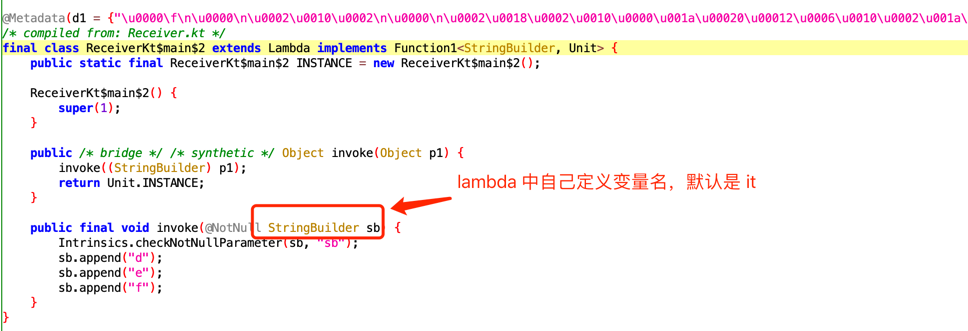 @Metadata(d1 = {"\u0000\f\n\u0000\n\u0002\u0010\u0002\n\u0000\n\u0002\u0018\u0002\u0010\u0000\u001a\u00020\u00012\u0006\u0010\u0002\u001a\
/* compiled from: Receiver.kt */
final class ReceiverKt$main$2 extends Lambda implements Function1<StringBuilder, Unit> {
public static final ReceiverKt$main$2 INSTANCE = new ReceiverKt$main$2();
ReceiverKt$main$2() {
super(1);
}
public /* bridge */ /* synthetic */ Object invoke(Object p1) {
invoke((StringBuilder) p1);
return Unit.INSTANCE;
}
lambda 中自己定义变量名，默认是 it
public final void invoke(@NotNull StringBuilder sb) {
Intrinsics.checkNotNullParameter(sb, "sb");
sb.append("d");
sb.append("e");
sb.append("f");
}
}